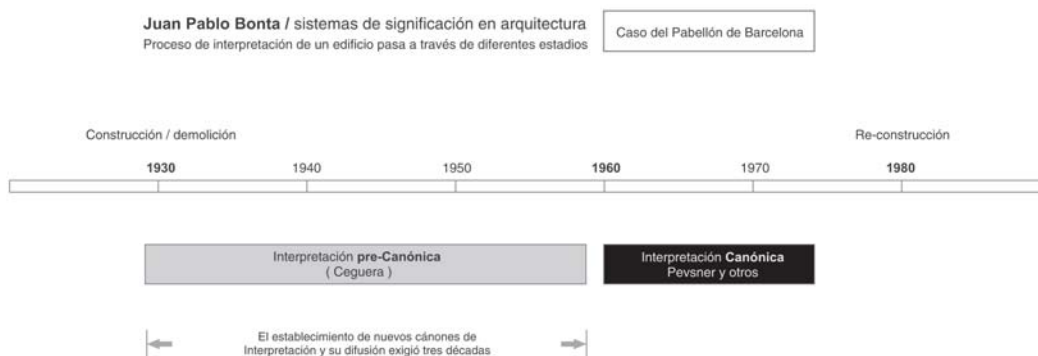 Juan Pablo Bonta / sistemas de significación en arquitectura
Proceso de interpretación de un edificio pasa a través de diferentes estadios
Caso del Pabellón de Barcelona
Construcción / demolición
Re-construcción
1930
1940
1950
1960
1970
1980
Interpretación pre-Canónica
( Ceguera )
Interpretación Canónica
Pevsner y otros
El establecimiento de nuevos cánones de
Interpretación y su difusión exigió tres décadas